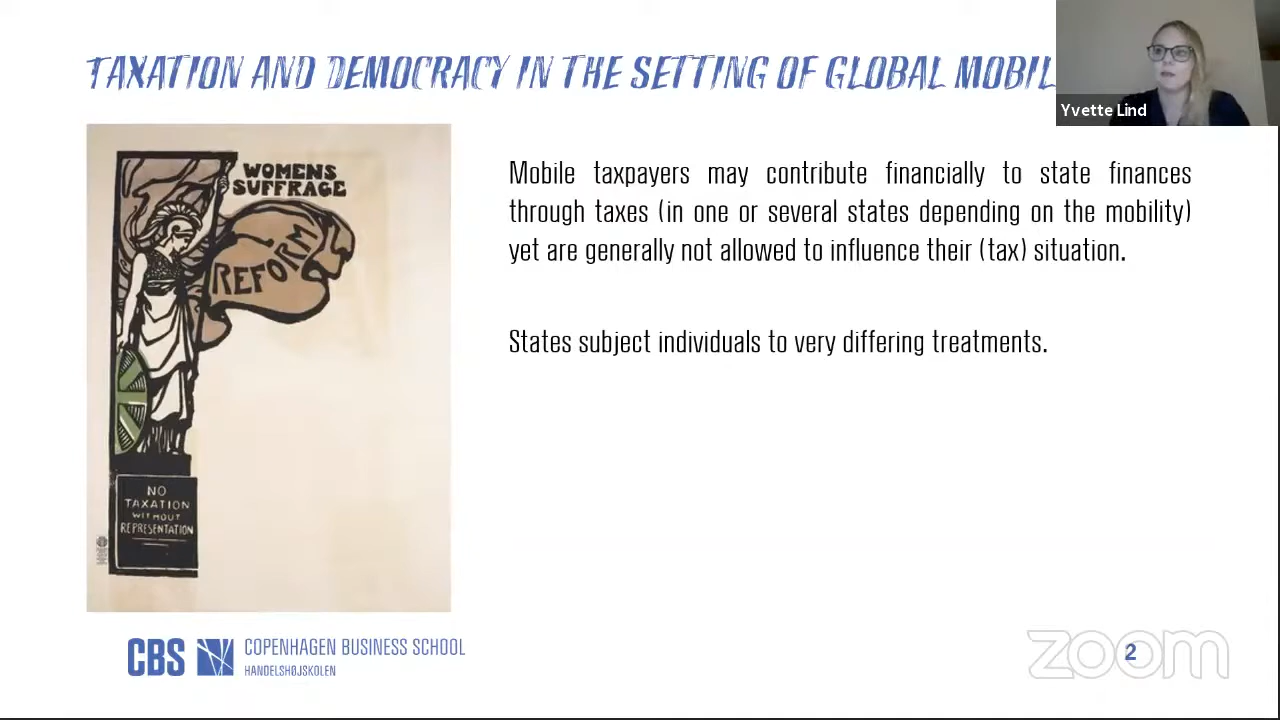 TAXATION AND DEMOCRACY IN THE SETTING OF GLOBAL MOBIL
Yvette Lind
WOMENS
SUFFRAGE
REFORM
NO
TAXATION
WITHOUT
REPRESENTATION
Mobile taxpayers may contribute financially to state finances
through taxes (in one or several states depending on the mobility)
yet are generally not allowed to influence their (tax) situation.
States subject individuals to very differing treatments.
CBS
COPENHAGEN BUSINESS SCHOOL
HANDELSHØJSKOLEN
zoom
2